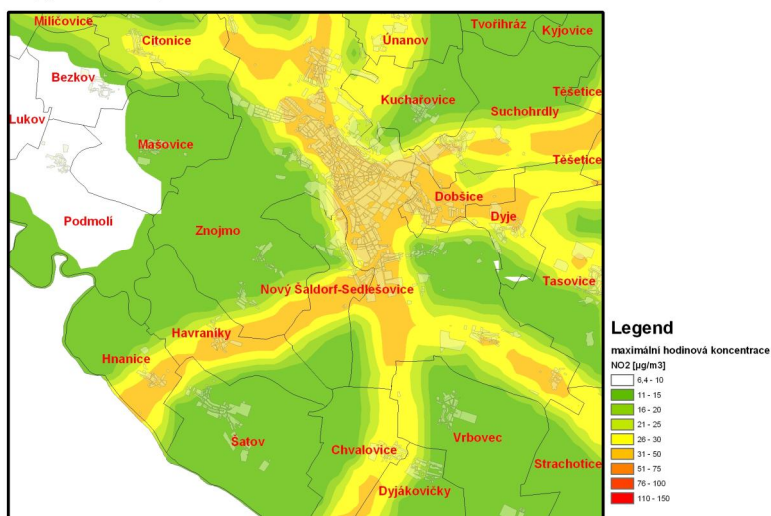 Miličovice
Citonice
Únanov
Tvořihráz
Kyjovice
Bezkov
Kuchařovice
Těšetice
Suchohrdly
Lukov
Mašovice
Těšetice
Dobšice
Podmolí
Znojmo
Dyje
Tasovice
Nový Šaldorf-Sedlešovice
Havraníky
Hnanice
Šatov
Chvalovice
Vrbovec
Strachotice
Dyjákovičky
Legend
maximální hodinová koncentrace
NO2 [µg/m3]
6,4 - 10
11 - 15
16 - 20
21 - 25
26 - 30
31 - 50
51 - 75
76 - 100
110 - 150